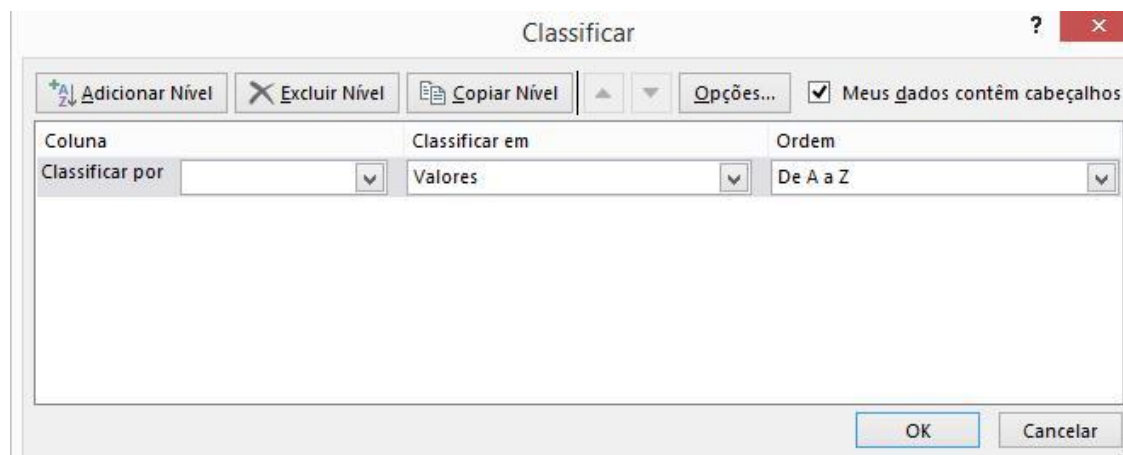 Classificar
?
Adicionar Nível Excluir Nível Copiar Nível Opções... Meus dados contêm cabeçalhos
Coluna Classificar em Ordem
Classificar por Valores De A a Z
OK Cancelar